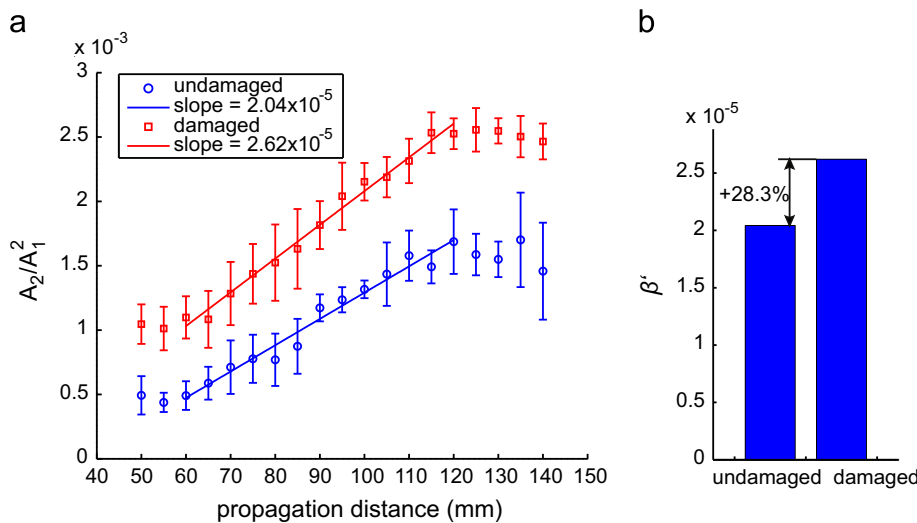 a
x 10-3
3
2.5
2
1.5
1
0.5
0
A2/A1^2
undamaged
slope = 2.04x10-5
damaged
slope = 2.62x10-5
40 50 60 70 80 90 100 110 120 130 140 150
propagation distance (mm)
b
x 10-5
2.5
2
1.5
1
0.5
0
β‘
+28.3%
undamaged damaged